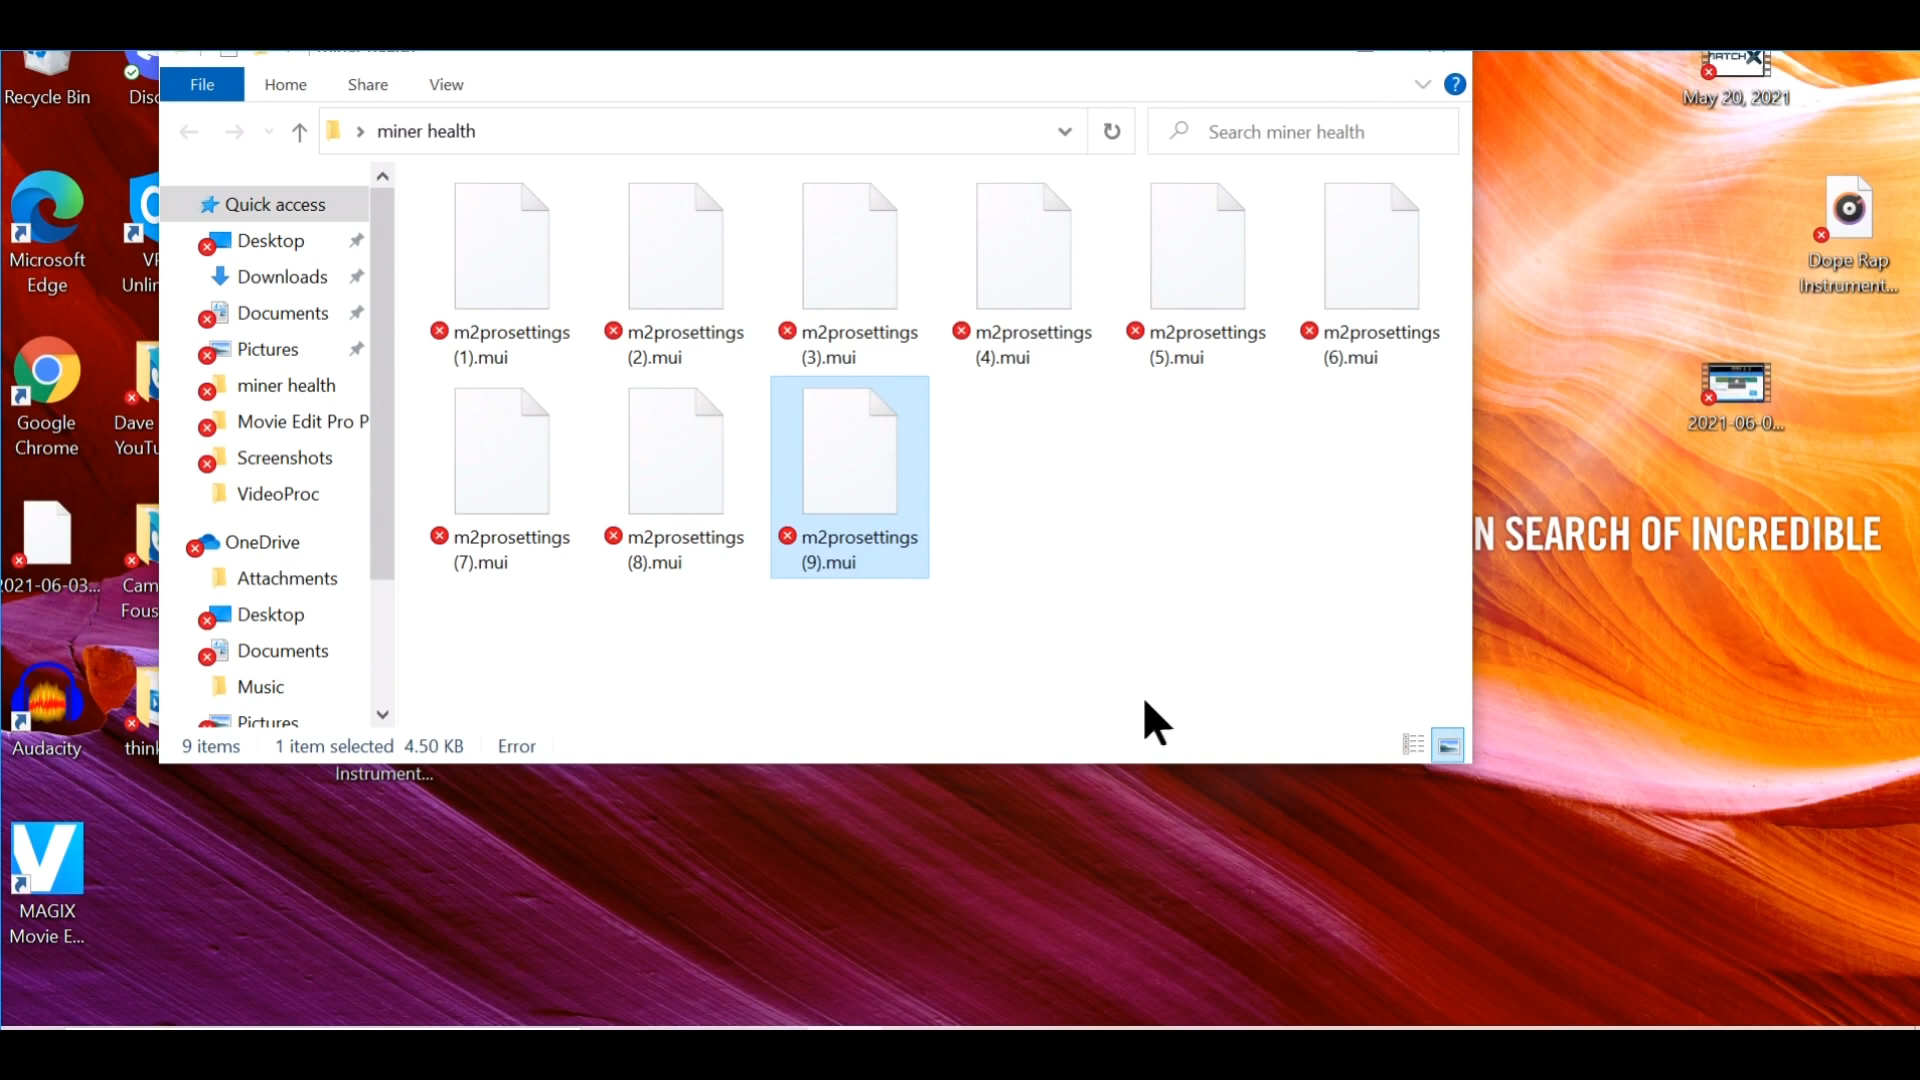 Recycle Bin
Disc
File
Home
Share
View
May 20, 2021
miner health
Search miner health
Quick access
Desktop
Downloads
Documents
Pictures
miner health
Movie Edit Pro P
Screenshots
VideoProc
OneDrive
Attachments
Desktop
Documents
Music
Pictures
m2prosettings
(1).mui
m2prosettings
(2).mui
m2prosettings
(3).mui
m2prosettings
(4).mui
m2prosettings
(5).mui
m2prosettings
(6).mui
m2prosettings
(7).mui
m2prosettings
(8).mui
m2prosettings
(9).mui
9 items
1 item selected 4.50 KB
Error
Microsoft
Edge
Unlin
Google
Chrome
Dave
YouTu
2021-06-03...
Cam
Fous
Audacity
think
Instrument...
MAGIX
Movie E...
Dope Rap
Instrument...
2021-06-0...
N SEARCH OF INCREDIBLE